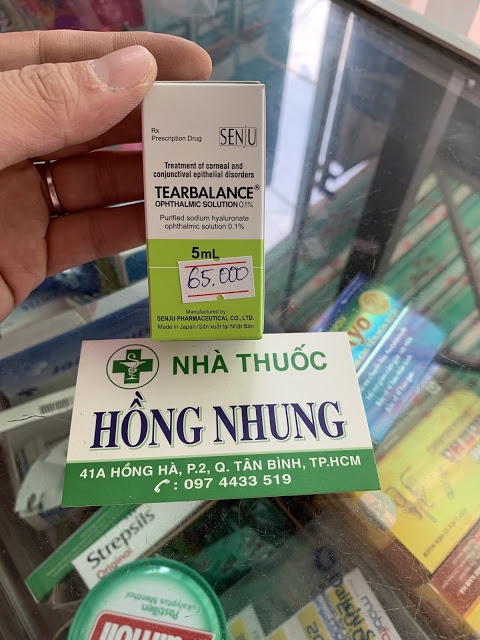 Rx
Prescription Drug
SENJU
Treatment of corneal and
conjunctival epithelial disorders
TEARBALANCE®
OPHTHALMIC SOLUTION 0.1%
Purified sodium hyaluronate
ophthalmic solution 0.1%
5mL
65.000
Manufactured by
SENJU PHARMACEUTICAL CO., LTD.
Made in Japan/Sản xuất tại Nhật Bản
NHÀ THUỐC
HỒNG NHUNG
41A HỒNG HÀ, P.2, Q. TÂN BÌNH, TP.HCM
: 097 4433 519
Strepsils
Original
Pastillen
Eukalyptus Menthol